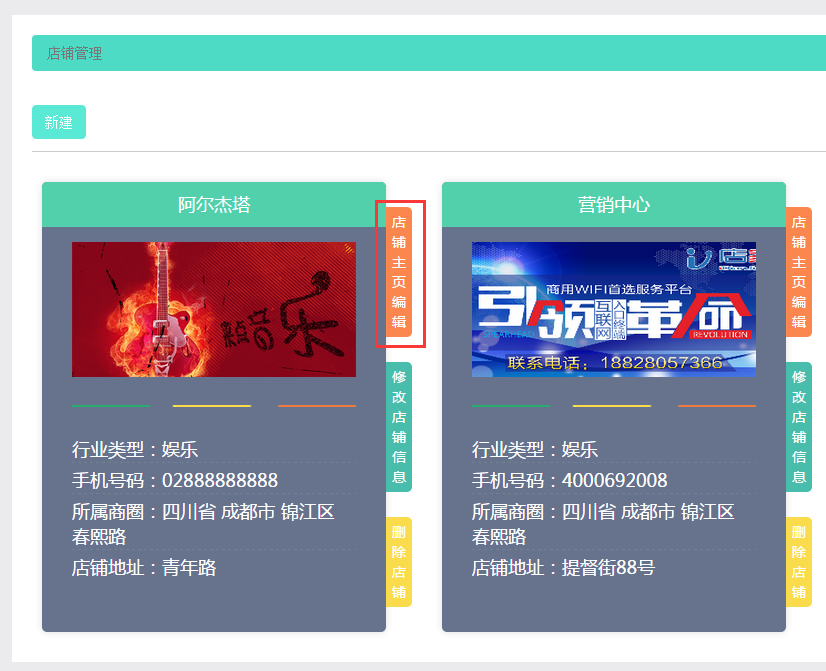 店铺管理
新建
阿尔杰塔
来点音乐
店铺主页编辑
修改店铺信息
删除店铺
行业类型：娱乐
手机号码：02888888888
所属商圈：四川省 成都市 锦江区
春熙路
店铺地址：青年路
营销中心
商用WIFI首选服务平台
引领互联网入口终端革命
REVOLUTION
联系电话：18828057366
店铺主页编辑
修改店铺信息
删除店铺
行业类型：娱乐
手机号码：4000692008
所属商圈：四川省 成都市 锦江区
春熙路
店铺地址：提督街88号